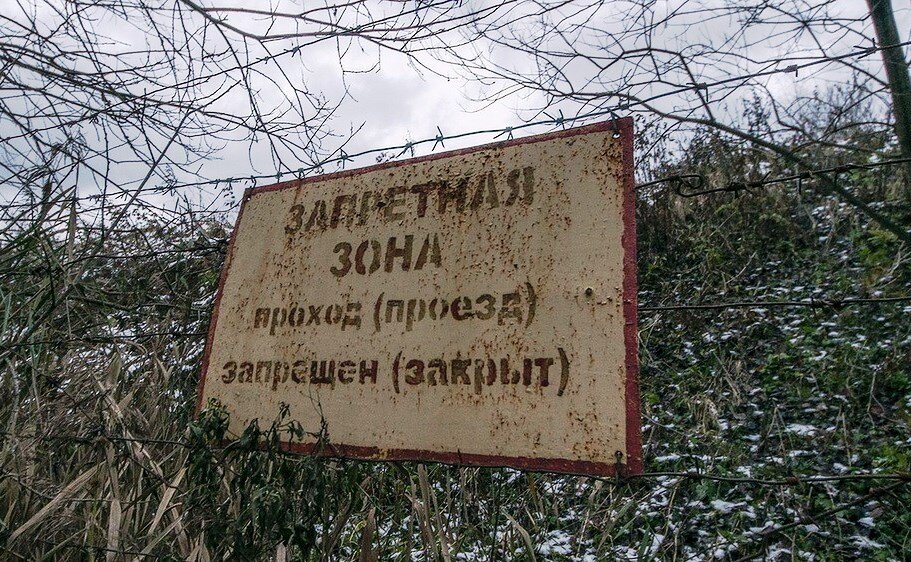 ЗАПРЕТНАЯ
ЗОНА
проход (проезд)
запрещен (закрыт)